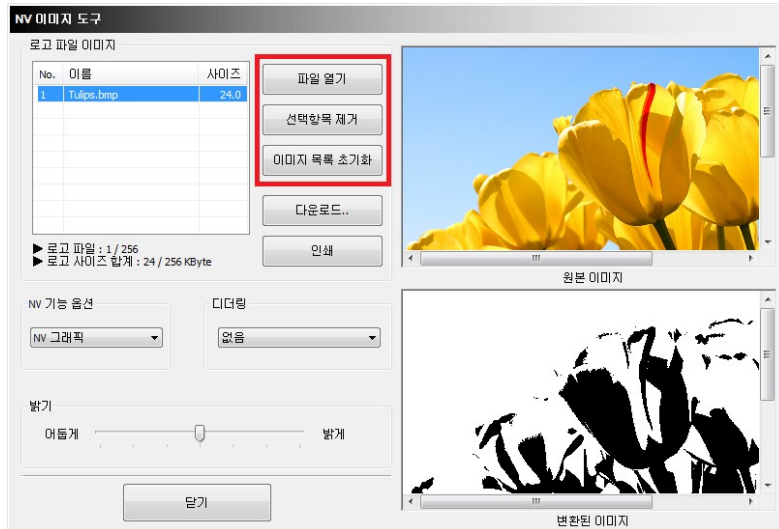 NV 이미지 도구
로고 파일 이미지
No. 이름 사이즈
1 Tulips.bmp 24.0
파일 열기
선택항목 제거
이미지 목록 초기화
다운로드..
인쇄
▶ 로고 파일 : 1 / 256
▶ 로고 사이즈 합계 : 24 / 256 KByte
원본 이미지
NV 기능 옵션
NV 그래픽
디더링
없음
밝기
어둡게 밝게
닫기
변환된 이미지